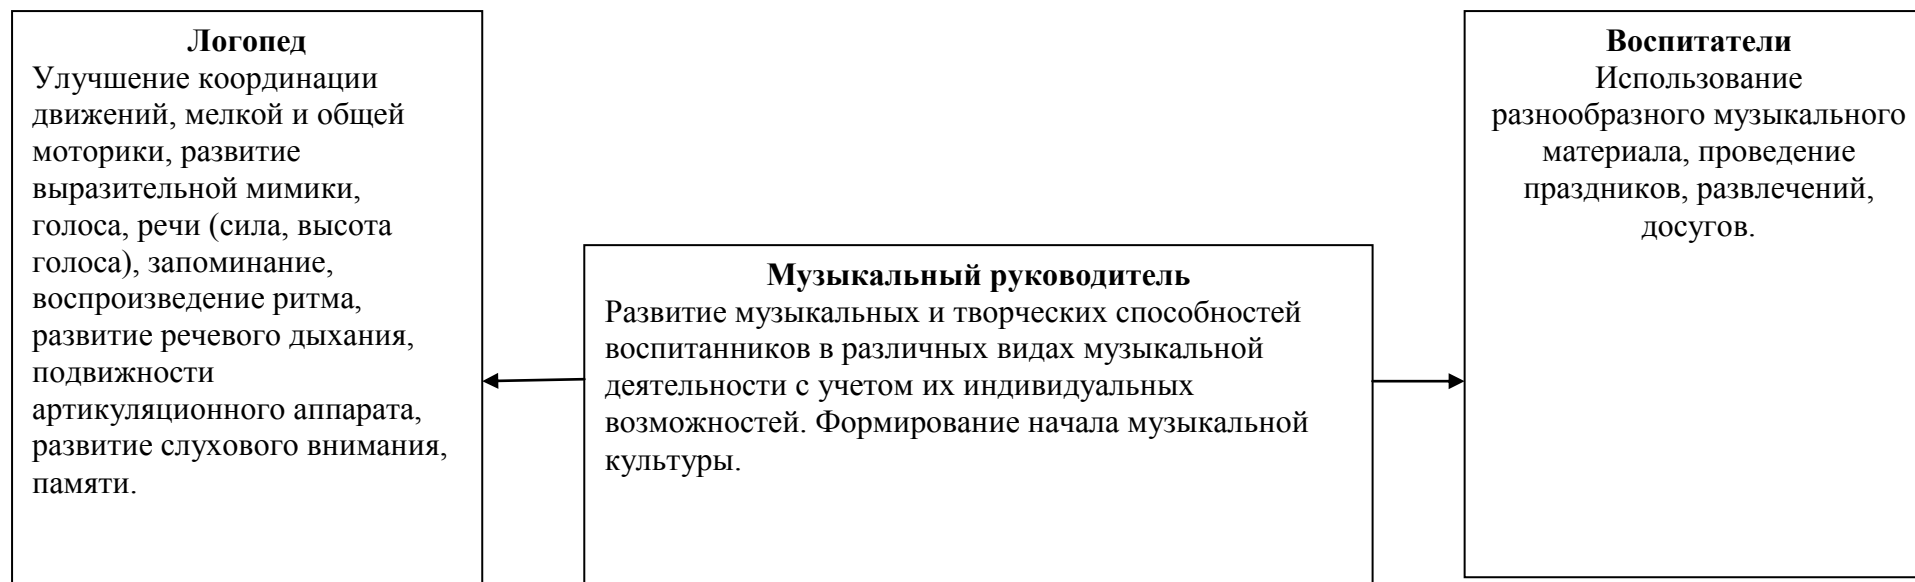 Логопед
Улучшение координации
движений, мелкой и общей
моторики, развитие
выразительной мимики,
голоса, речи (сила, высота
голоса), запоминание,
воспроизведение ритма,
развитие речевого дыхания,
подвижности
артикуляционного аппарата,
развитие слухового внимания,
памяти.
Музыкальный руководитель
Развитие музыкальных и творческих способностей
воспитанников в различных видах музыкальной
деятельности с учетом их индивидуальных
возможностей. Формирование начала музыкальной
культуры.
Воспитатели
Использование
разнообразного музыкального
материала, проведение
праздников, развлечений,
досугов.